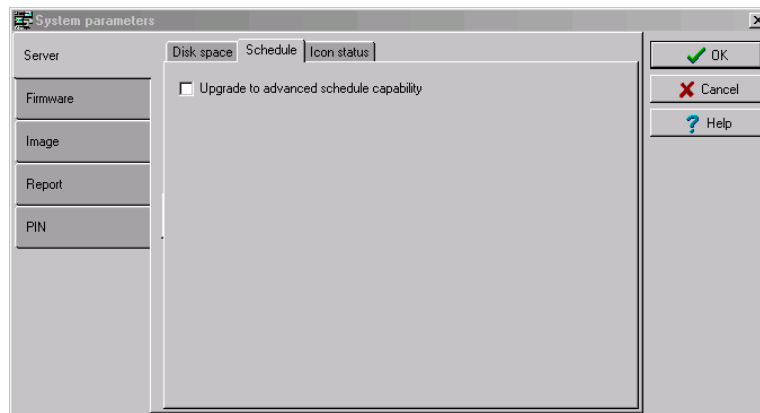 System parameters
Server
Firmware
Image
Report
PIN
Disk space Schedule Icon status
Upgrade to advanced schedule capability
OK
Cancel
? Help